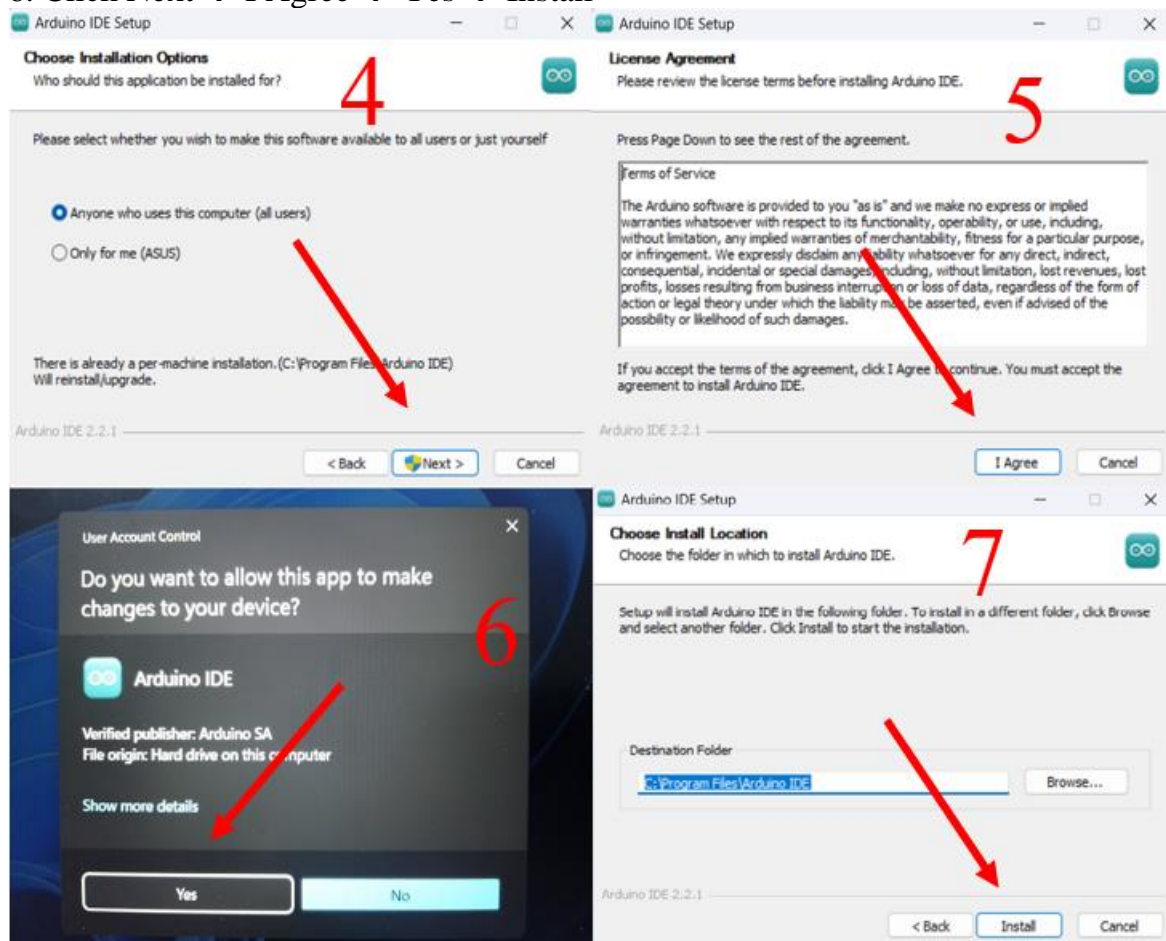 Arduino IDE Setup
Choose Installation Options
Who should this application be installed for?
4
Please select whether you wish to make this software available to all users or just yourself
Anyone who uses this computer (all users)
Only for me (ASUS)
There is already a per-machine installation.(C:\Program Files\Arduino IDE)
Will reinstall/upgrade.
Arduino IDE 2.2.1
< Back Next > Cancel
Arduino IDE Setup
License Agreement
Please review the license terms before installing Arduino IDE.
5
Press Page Down to see the rest of the agreement.
Terms of Service
The Arduino software is provided to you "as is" and we make no express or implied
warranties whatsoever with respect to its functionality, operability, or use, including,
without limitation, any implied warranties of merchantability, fitness for a particular purpose,
or infringement. We expressly disclaim any liability whatsoever for any direct, indirect,
consequential, incidental or special damages, including, without limitation, lost revenues, lost
profits, losses resulting from business interruption or loss of data, regardless of the form of
action or legal theory under which the liability may be asserted, even if advised of the
possibility or likelihood of such damages.
If you accept the terms of the agreement, click I Agree to continue. You must accept the
agreement to install Arduino IDE.
Arduino IDE 2.2.1
I Agree Cancel
User Account Control
Do you want to allow this app to make
changes to your device?
6
Arduino IDE
Verified publisher: Arduino SA
File origin: Hard drive on this computer
Show more details
Yes No
Arduino IDE Setup
Choose Install Location
Choose the folder in which to install Arduino IDE.
7
Setup will install Arduino IDE in the following folder. To install in a different folder, click Browse
and select another folder. Click Install to start the installation.
Destination Folder
C:\Program Files\Arduino IDE
Browse...
Arduino IDE 2.2.1
< Back Install Cancel